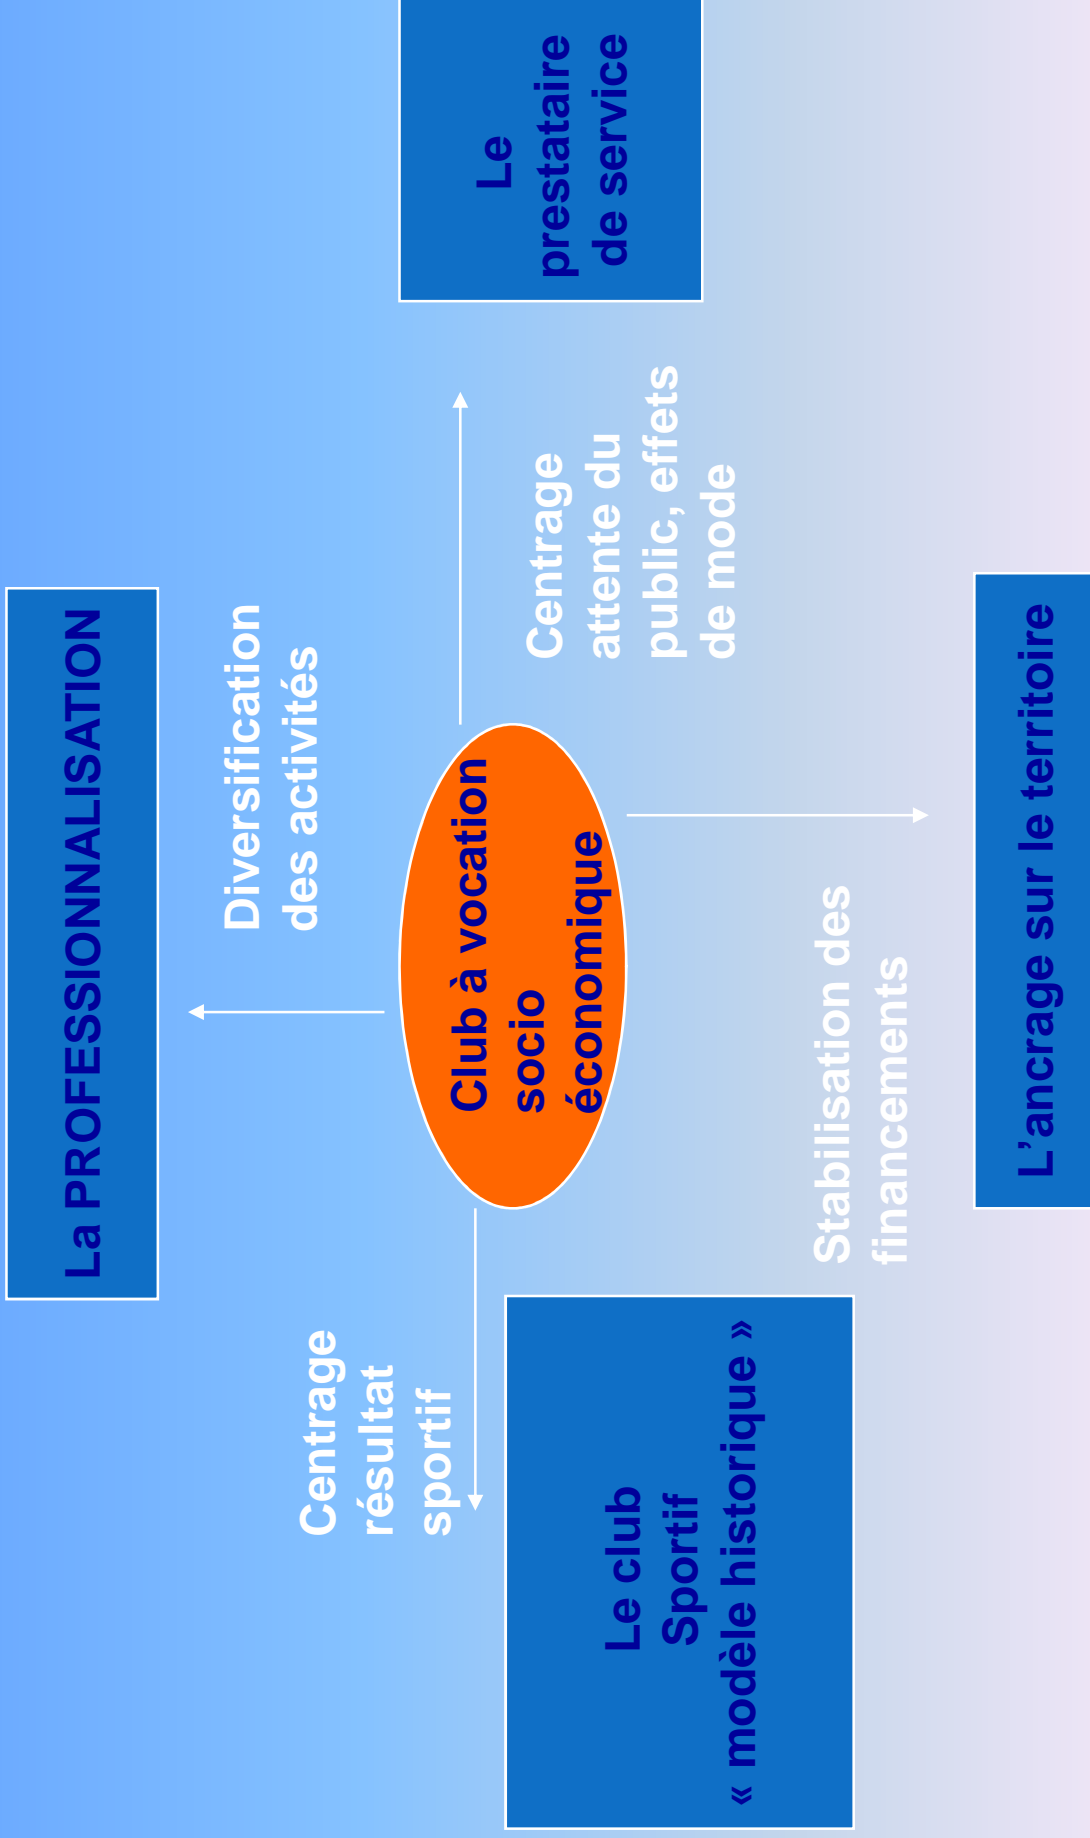 La PROFESSIONNALISATION
Diversification
des activités
Centrage
résultat
sportif
Club à vocation
socio
économique
Le
prestataire
de service
Centrage
attente du
public, effets
de mode
Le club
Sportif
« modèle historique »
Stabilisation des
financements
L’ancrage sur le territoire